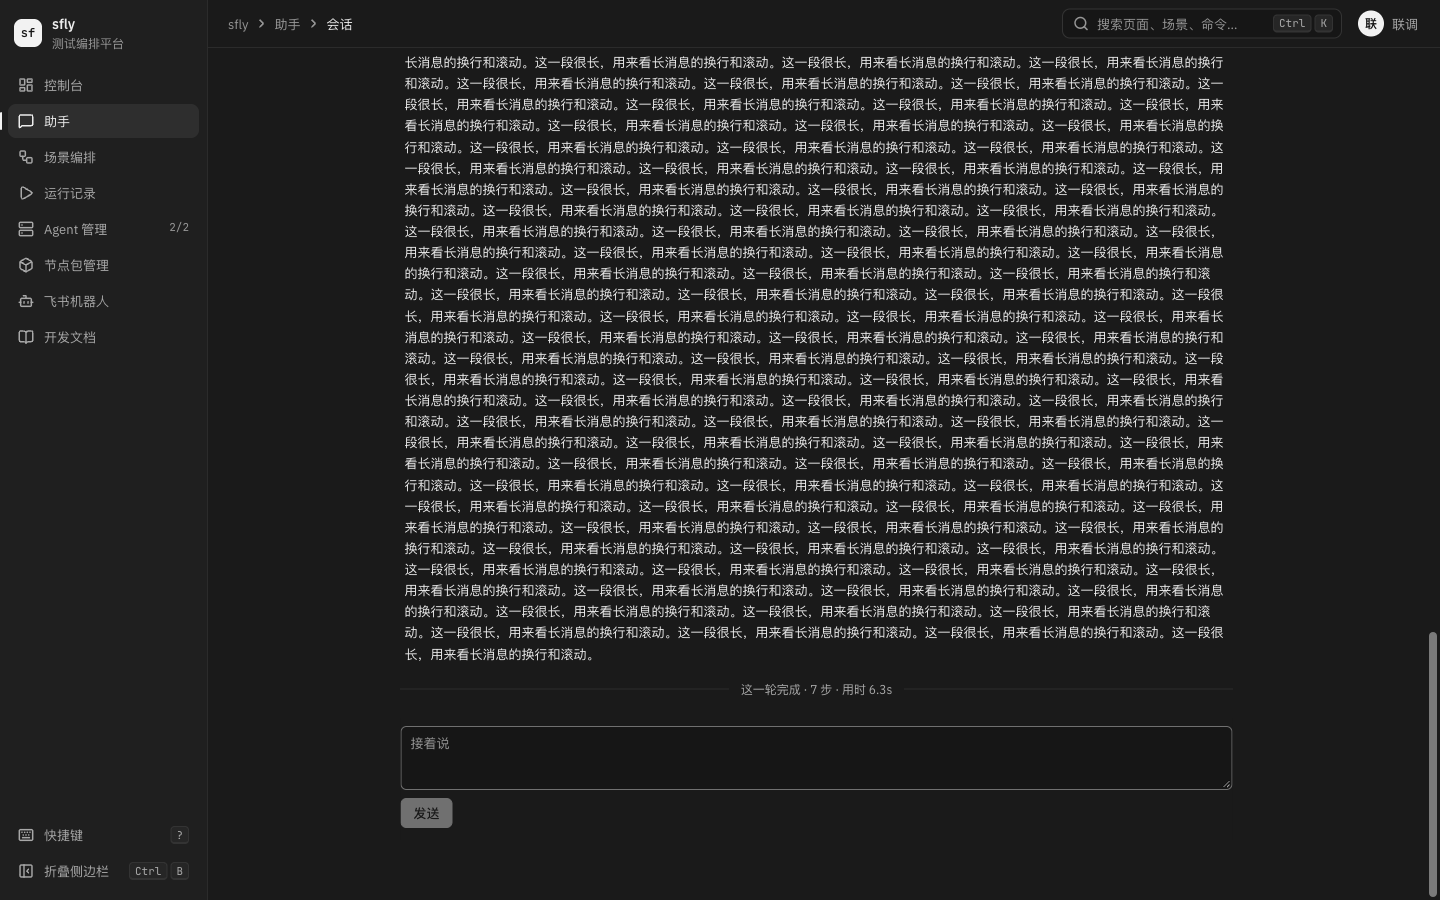 sf
sfly
测试编排平台
控制台
助手
场景编排
运行记录
Agent 管理
2/2
节点包管理
飞书机器人
开发文档
快捷键
?
折叠侧边栏
Ctrl
B
sfly
助手
会话
搜索页面、场景、命令...
Ctrl
K
联
联调
长消息的换行和滚动。这一段很长，用来看长消息的换行和滚动。这一段很长，用来看长消息的换行和滚动。这一段很长，用来看长消息的换行
和滚动。这一段很长，用来看长消息的换行和滚动。这一段很长，用来看长消息的换行和滚动。这一段很长，用来看长消息的换行和滚动。这一
段很长，用来看长消息的换行和滚动。这一段很长，用来看长消息的换行和滚动。这一段很长，用来看长消息的换行和滚动。这一段很长，用来
看长消息的换行和滚动。这一段很长，用来看长消息的换行和滚动。这一段很长，用来看长消息的换行和滚动。这一段很长，用来看长消息的换
行和滚动。这一段很长，用来看长消息的换行和滚动。这一段很长，用来看长消息的换行和滚动。这一段很长，用来看长消息的换行和滚动。这
一段很长，用来看长消息的换行和滚动。这一段很长，用来看长消息的换行和滚动。这一段很长，用来看长消息的换行和滚动。这一段很长，用
来看长消息的换行和滚动。这一段很长，用来看长消息的换行和滚动。这一段很长，用来看长消息的换行和滚动。这一段很长，用来看长消息的
换行和滚动。这一段很长，用来看长消息的换行和滚动。这一段很长，用来看长消息的换行和滚动。这一段很长，用来看长消息的换行和滚动。
这一段很长，用来看长消息的换行和滚动。这一段很长，用来看长消息的换行和滚动。这一段很长，用来看长消息的换行和滚动。这一段很长，
用来看长消息的换行和滚动。这一段很长，用来看长消息的换行和滚动。这一段很长，用来看长消息的换行和滚动。这一段很长，用来看长消息
的换行和滚动。这一段很长，用来看长消息的换行和滚动。这一段很长，用来看长消息的换行和滚动。这一段很长，用来看长消息的换行和滚
动。这一段很长，用来看长消息的换行和滚动。这一段很长，用来看长消息的换行和滚动。这一段很长，用来看长消息的换行和滚动。这一段很
长，用来看长消息的换行和滚动。这一段很长，用来看长消息的换行和滚动。这一段很长，用来看长消息的换行和滚动。这一段很长，用来看长
消息的换行和滚动。这一段很长，用来看长消息的换行和滚动。这一段很长，用来看长消息的换行和滚动。这一段很长，用来看长消息的换行和
滚动。这一段很长，用来看长消息的换行和滚动。这一段很长，用来看长消息的换行和滚动。这一段很长，用来看长消息的换行和滚动。这一段
很长，用来看长消息的换行和滚动。这一段很长，用来看长消息的换行和滚动。这一段很长，用来看长消息的换行和滚动。这一段很长，用来看
长消息的换行和滚动。这一段很长，用来看长消息的换行和滚动。这一段很长，用来看长消息的换行和滚动。这一段很长，用来看长消息的换行
和滚动。这一段很长，用来看长消息的换行和滚动。这一段很长，用来看长消息的换行和滚动。这一段很长，用来看长消息的换行和滚动。这一
段很长，用来看长消息的换行和滚动。这一段很长，用来看长消息的换行和滚动。这一段很长，用来看长消息的换行和滚动。这一段很长，用来
看长消息的换行和滚动。这一段很长，用来看长消息的换行和滚动。这一段很长，用来看长消息的换行和滚动。这一段很长，用来看长消息的换
行和滚动。这一段很长，用来看长消息的换行和滚动。这一段很长，用来看长消息的换行和滚动。这一段很长，用来看长消息的换行和滚动。这
一段很长，用来看长消息的换行和滚动。这一段很长，用来看长消息的换行和滚动。这一段很长，用来看长消息的换行和滚动。这一段很长，用
来看长消息的换行和滚动。这一段很长，用来看长消息的换行和滚动。这一段很长，用来看长消息的换行和滚动。这一段很长，用来看长消息的
换行和滚动。这一段很长，用来看长消息的换行和滚动。这一段很长，用来看长消息的换行和滚动。这一段很长，用来看长消息的换行和滚动。
这一段很长，用来看长消息的换行和滚动。这一段很长，用来看长消息的换行和滚动。这一段很长，用来看长消息的换行和滚动。这一段很长，
用来看长消息的换行和滚动。这一段很长，用来看长消息的换行和滚动。这一段很长，用来看长消息的换行和滚动。这一段很长，用来看长消息
的换行和滚动。这一段很长，用来看长消息的换行和滚动。这一段很长，用来看长消息的换行和滚动。这一段很长，用来看长消息的换行和滚
动。这一段很长，用来看长消息的换行和滚动。这一段很长，用来看长消息的换行和滚动。这一段很长，用来看长消息的换行和滚动。这一段很
长，用来看长消息的换行和滚动。
这一轮完成 · 7 步 · 用时 6.3s
接着说
发送